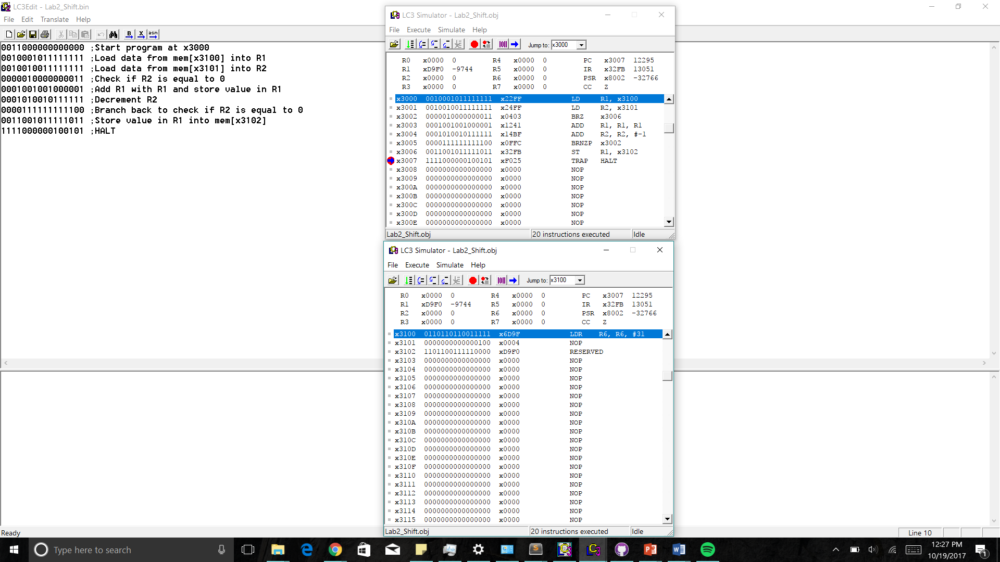 LC3Edit - Lab2_Shift.bin
File Edit Translate Help
0011000000000000 ;Start program at x3000
0010001011111111 ;Load data from mem[x3100] into R1
0010010011111111 ;Load data from mem[x3101] into R2
0000010000000011 ;Check if R2 is equal to 0
0001001001000001 ;Add R1 with R1 and store value in R1
0001010010111111 ;Decrement R2
0000111111111100 ;Branch back to check if R2 is equal to 0
0011001011111011 ;Store value in R1 into mem[x3102]
1111000000100101 ;HALT
LC3 Simulator - Lab2_Shift.obj
File Execute Simulate Help
Jump to: x3000
R0 x0000 0 R4 x0000 0 PC x3007 12295
R1 xD9F0 -9744 R5 x0000 0 IR x32FB 13051
R2 x0000 0 R6 x0000 0 PSR x8002 -32766
R3 x0000 0 R7 x0000 0 CC Z
x3000 0010001011111111 x22FF LD R1, x3100
x3001 0010010011111111 x24FF LD R2, x3101
x3002 0000010000000011 x0403 BRZ x3006
x3003 0001001001000001 x1241 ADD R1, R1, R1
x3004 0001010010111111 x14BF ADD R2, R2, #-1
x3005 0000111111111100 x0FFC BRNZP x3002
x3006 0011001011111011 x32FB ST R1, x3102
x3007 1111000000100101 xF025 TRAP HALT
x3008 0000000000000000 x0000 NOP
x3009 0000000000000000 x0000 NOP
x300A 0000000000000000 x0000 NOP
x300B 0000000000000000 x0000 NOP
x300C 0000000000000000 x0000 NOP
x300D 0000000000000000 x0000 NOP
x300E 0000000000000000 x0000 NOP
Lab2_Shift.obj 20 instructions executed Idle
LC3 Simulator - Lab2_Shift.obj
File Execute Simulate Help
Jump to: x3100
R0 x0000 0 R4 x0000 0 PC x3007 12295
R1 xD9F0 -9744 R5 x0000 0 IR x32FB 13051
R2 x0000 0 R6 x0000 0 PSR x8002 -32766
R3 x0000 0 R7 x0000 0 CC Z
x3100 0110110110011111 x6D9F LDR R6, R6, #31
x3101 0000000000000100 x0004 NOP
x3102 1101100111110000 xD9F0 RESERVED
x3103 0000000000000000 x0000 NOP
x3104 0000000000000000 x0000 NOP
x3105 0000000000000000 x0000 NOP
x3106 0000000000000000 x0000 NOP
x3107 0000000000000000 x0000 NOP
x3108 0000000000000000 x0000 NOP
x3109 0000000000000000 x0000 NOP
x310A 0000000000000000 x0000 NOP
x310B 0000000000000000 x0000 NOP
x310C 0000000000000000 x0000 NOP
x310D 0000000000000000 x0000 NOP
x310E 0000000000000000 x0000 NOP
x310F 0000000000000000 x0000 NOP
x3110 0000000000000000 x0000 NOP
x3111 0000000000000000 x0000 NOP
x3112 0000000000000000 x0000 NOP
x3113 0000000000000000 x0000 NOP
x3114 0000000000000000 x0000 NOP
x3115 0000000000000000 x0000 NOP
Lab2_Shift.obj 20 instructions executed Idle
Ready Line 10
Type here to search
12:27 PM
10/19/2017
1